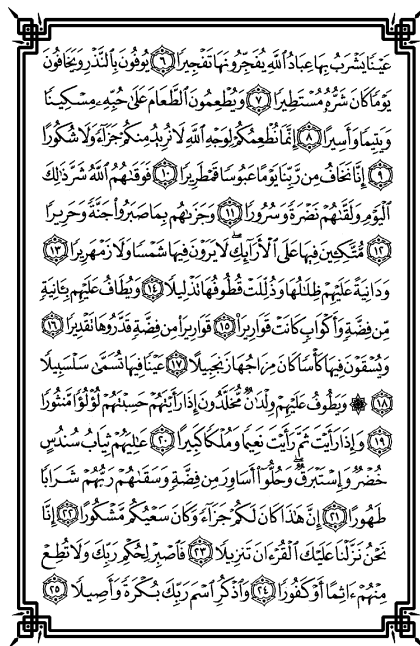 عَيْنًا يَشْرَبُ بِهَا عِبَادُ ٱللَّهِ يُفَجِّرُونَهَا تَفْجِيرًا ٦ يُوفُونَ بِٱلنَّذْرِ وَيَخَافُونَ
يَوْمًا كَانَ شَرُّهُۥ مُسْتَطِيرًا ٧ وَيُطْعِمُونَ ٱلطَّعَامَ عَلَىٰ حُبِّهِۦ مِسْكِينًا
وَيَتِيمًا وَأَسِيرًا ٨ إِنَّمَا نُطْعِمُكُمْ لِوَجْهِ ٱللَّهِ لَا نُرِيدُ مِنكُمْ جَزَآءً وَلَا شُكُورًا
٩ إِنَّا نَخَافُ مِن رَّبِّنَا يَوْمًا عَبُوسًا قَمْطَرِيرًا ١٠ فَوَقَىٰهُمُ ٱللَّهُ شَرَّ ذَٰلِكَ
ٱلْيَوْمِ وَلَقَّىٰهُمْ نَضْرَةً وَسُرُورًا ١١ وَجَزَىٰهُم بِمَا صَبَرُوا۟ جَنَّةً وَحَرِيرًا
١٢ مُّتَّكِـِٔينَ فِيهَا عَلَى ٱلْأَرَآئِكِ ۖ لَا يَرَوْنَ فِيهَا شَمْسًا وَلَا زَمْهَرِيرًا ١٣
وَدَانِيَةً عَلَيْهِمْ ظِلَٰلُهَا وَذُلِّلَتْ قُطُوفُهَا تَذْلِيلًا ١٤ وَيُطَافُ عَلَيْهِم بِـَٔانِيَةٍ
مِّن فِضَّةٍ وَأَكْوَابٍ كَانَتْ قَوَارِيرَا۠ ١٥ قَوَارِيرَا۟ مِن فِضَّةٍ قَدَّرُوهَا تَقْدِيرًا ١٦
وَيُسْقَوْنَ فِيهَا كَأْسًا كَانَ مِزَاجُهَا زَنجَبِيلًا ١٧ عَيْنًا فِيهَا تُسَمَّىٰ سَلْسَبِيلًا
١٨ ۞ وَيَطُوفُ عَلَيْهِمْ وِلْدَٰنٌ مُّخَلَّدُونَ إِذَا رَأَيْتَهُمْ حَسِبْتَهُمْ لُؤْلُؤًا مَّنثُورًا
١٩ وَإِذَا رَأَيْتَ ثَمَّ رَأَيْتَ نَعِيمًا وَمُلْكًا كَبِيرًا ٢٠ عَٰلِيَهُمْ ثِيَابُ سُندُسٍ
خُضْرٌ وَإِسْتَبْرَقٌ ۖ وَحُلُّوٓا۟ أَسَاوِرَ مِن فِضَّةٍ وَسَقَىٰهُمْ رَبُّهُمْ شَرَابًا
طَهُورًا ٢١ إِنَّ هَٰذَا كَانَ لَكُمْ جَزَآءً وَكَانَ سَعْيُكُم مَّشْكُورًا ٢٢ إِنَّا
نَحْنُ نَزَّلْنَا عَلَيْكَ ٱلْقُرْءَانَ تَنزِيلًا ٢٣ فَٱصْبِرْ لِحُكْمِ رَبِّكَ وَلَا تُطِعْ
مِنْهُمْ ءَاثِمًا أَوْ كَفُورًا ٢٤ وَٱذْكُرِ ٱسْمَ رَبِّكَ بُكْرَةً وَأَصِيلًا ٢٥